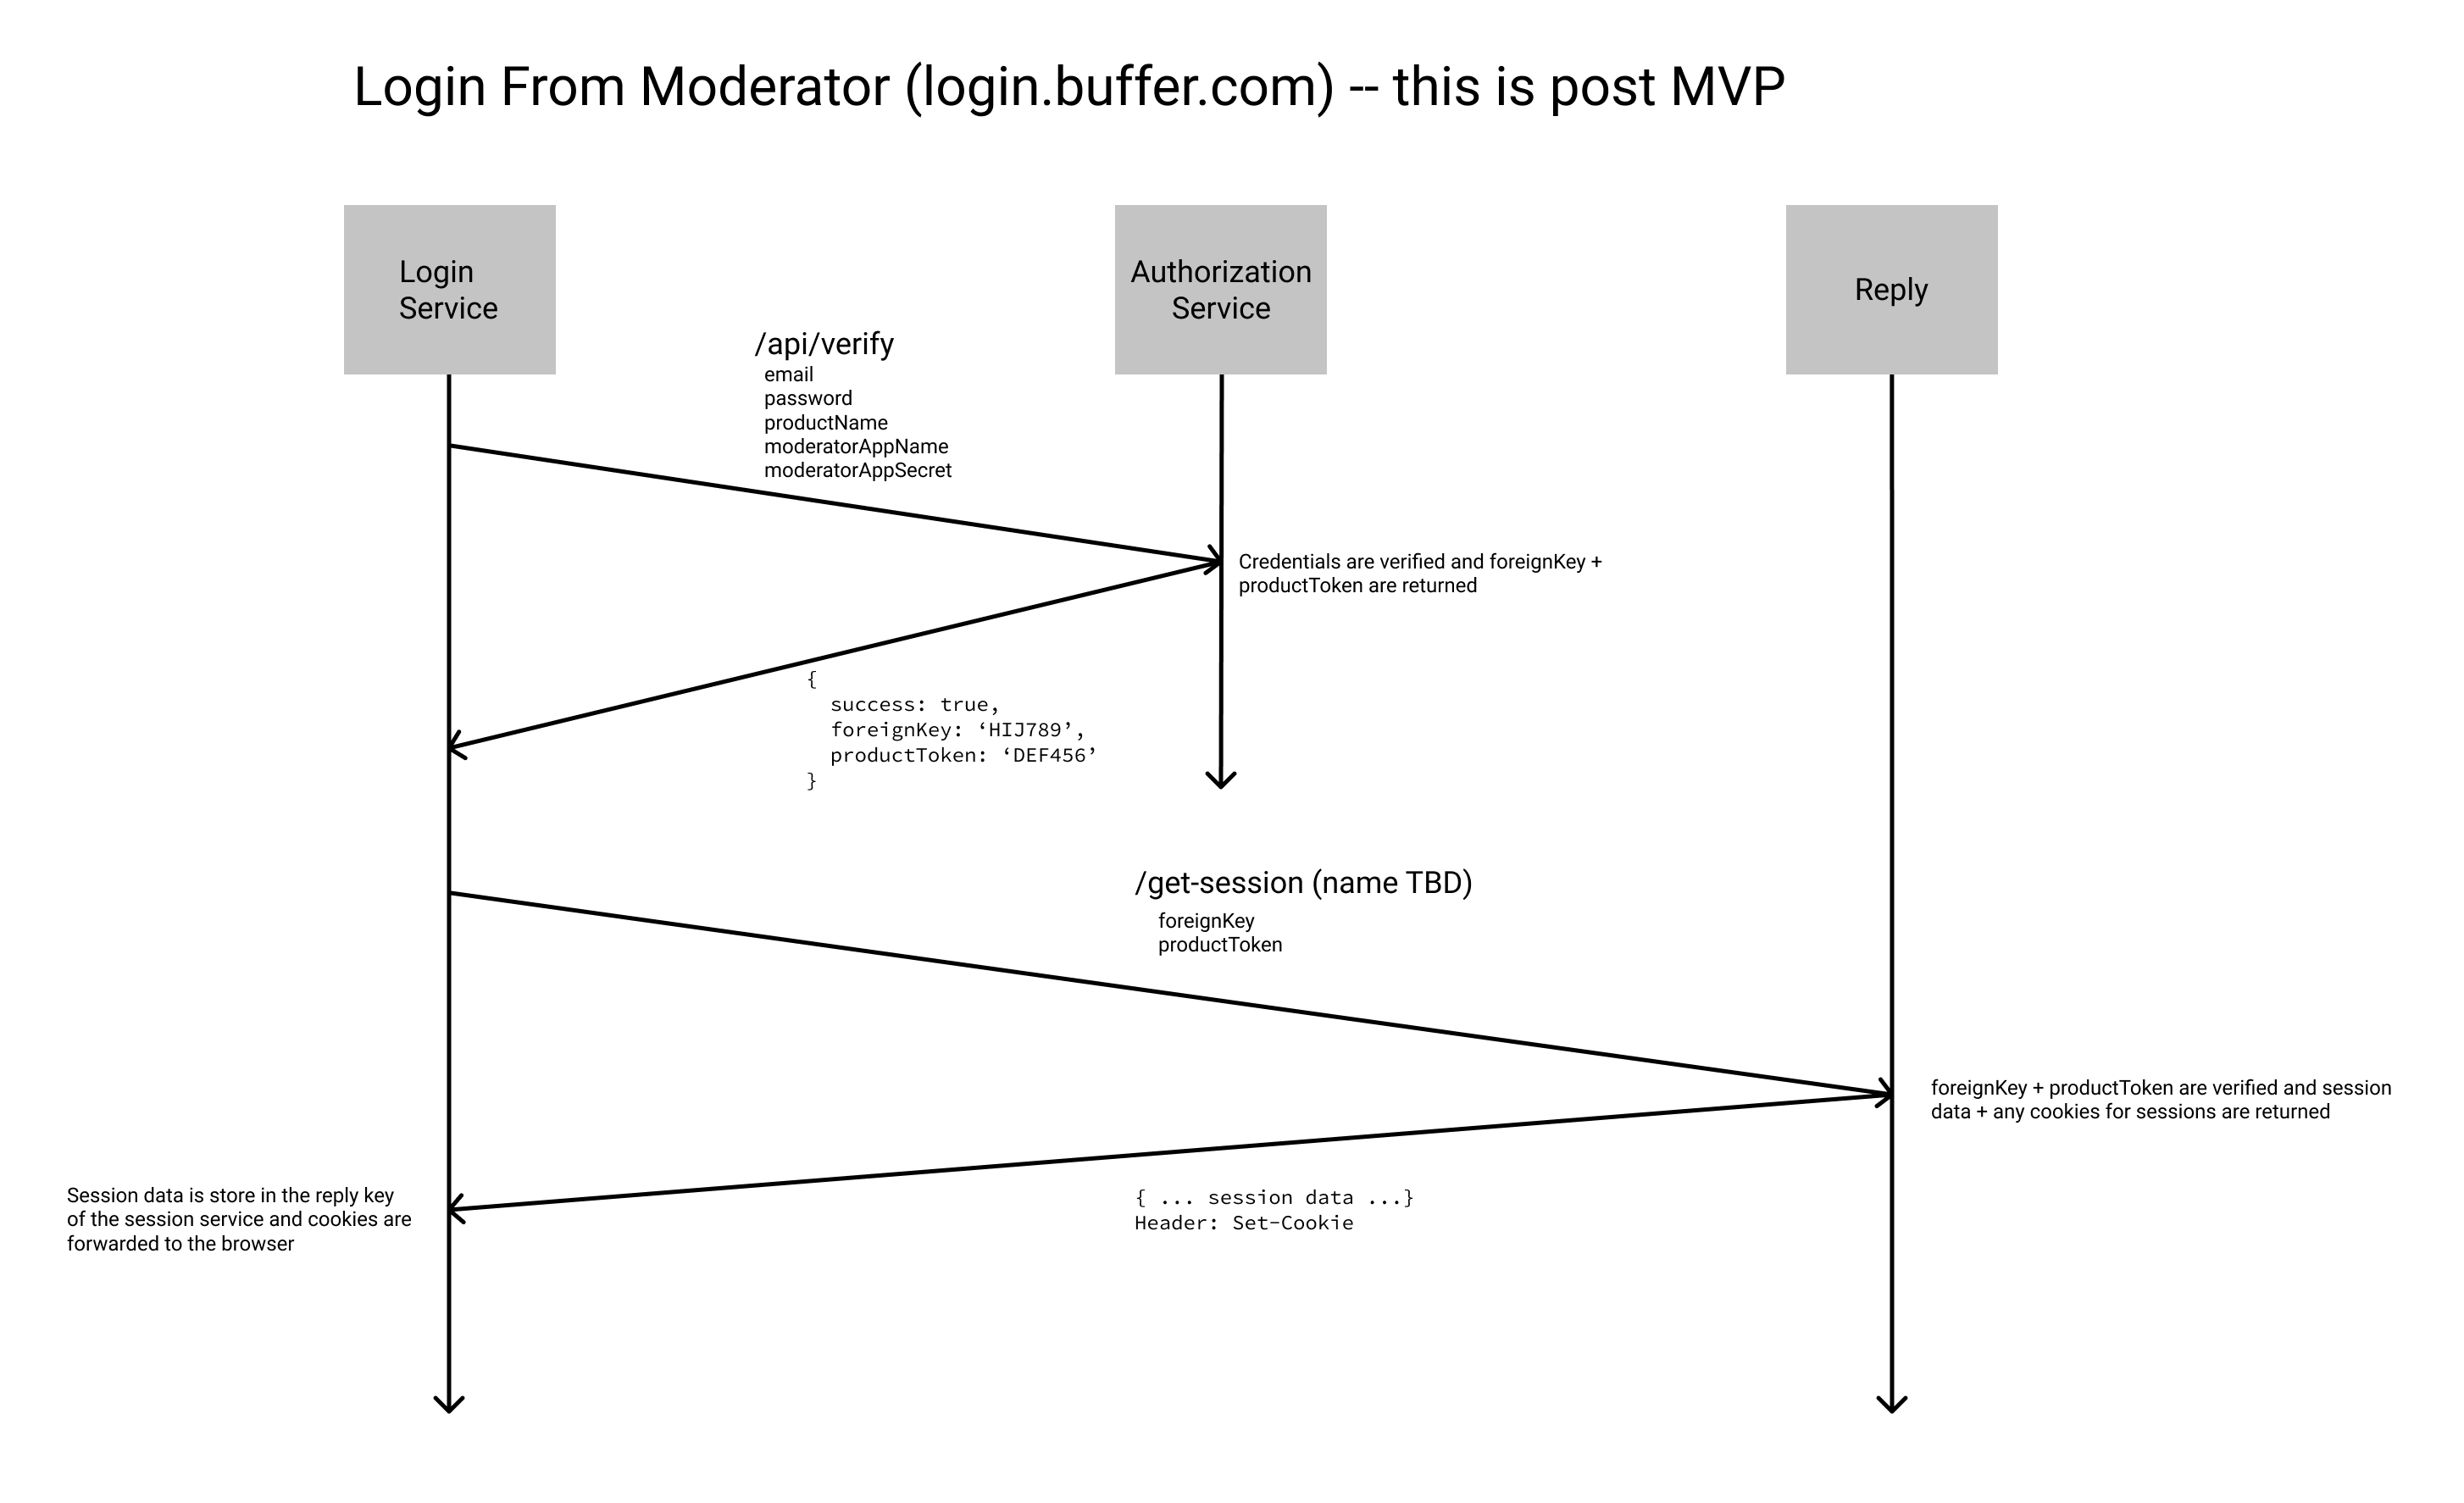 Login From Moderator (login.buffer.com) -- this is post MVP
Login
Service
Authorization
Service
Reply
/api/verify
email
password
productName
moderatorAppName
moderatorAppSecret
Credentials are verified and foreignKey +
productToken are returned
{
success: true,
foreignKey: ‘HIJ789’,
productToken: ‘DEF456’
}
/get-session (name TBD)
foreignKey
productToken
foreignKey + productToken are verified and session
data + any cookies for sessions are returned
Session data is store in the reply key
of the session service and cookies are
forwarded to the browser
{ ... session data ...}
Header: Set-Cookie